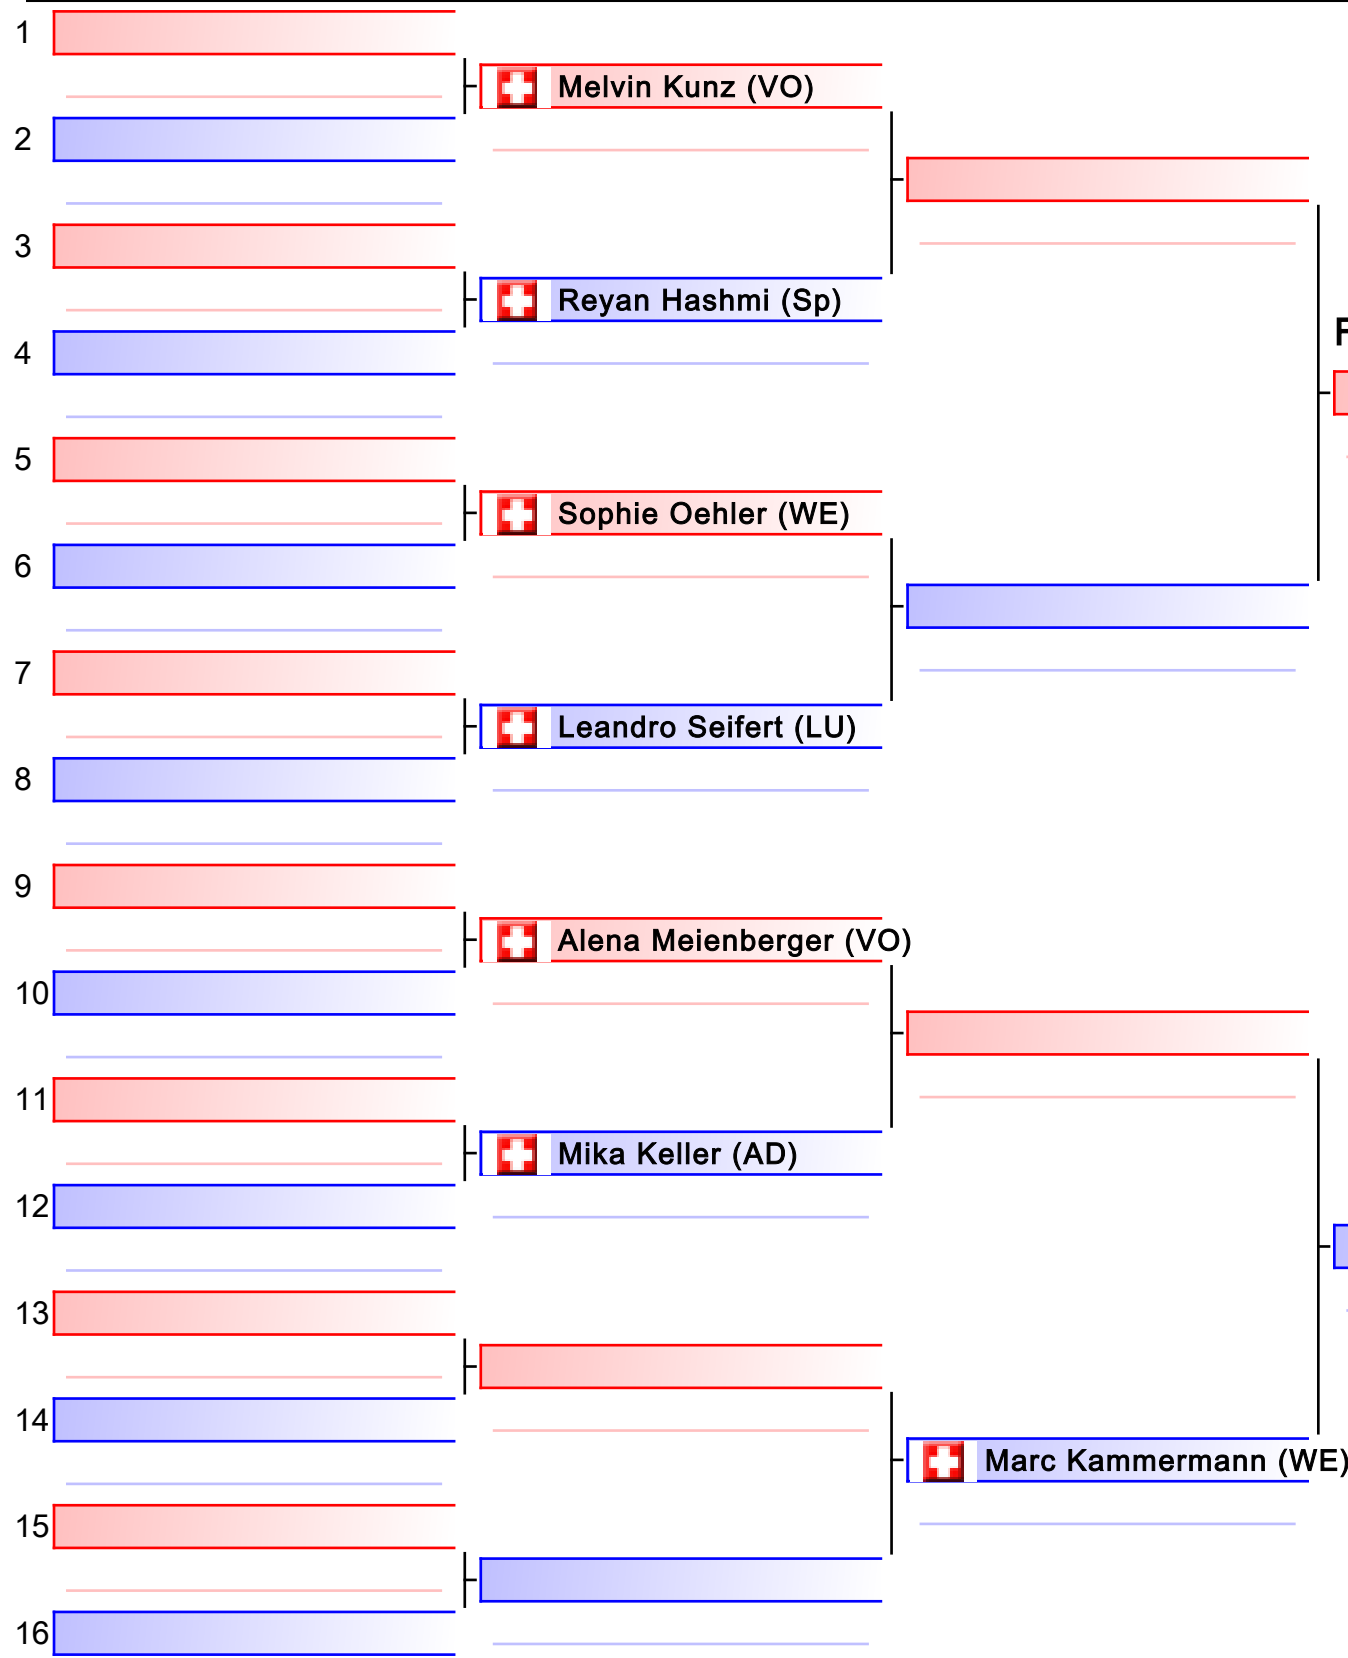 1
Melvin Kunz (VO)
2
3
Reyan Hashmi (Sp)
F
4
5
Sophie Oehler (WE)
6
7
Leandro Seifert (LU)
8
9
Alena Meienberger (VO)
10
11
Mika Keller (AD)
12
13
14
Marc Kammermann (WE)
15
16